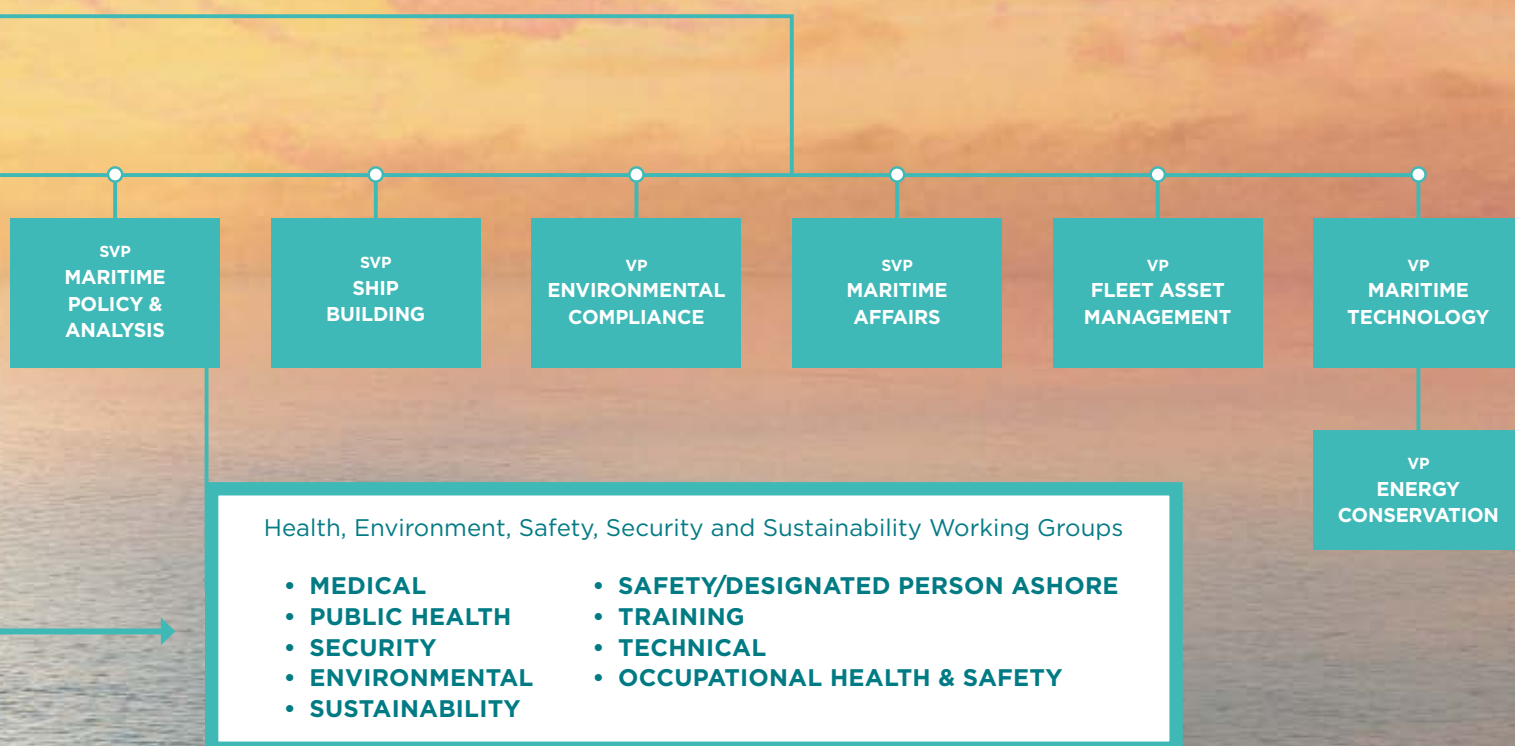 SVP
MARITIME
POLICY &
ANALYSIS
SVP
SHIP
BUILDING
VP
ENVIRONMENTAL
COMPLIANCE
SVP
MARITIME
AFFAIRS
VP
FLEET ASSET
MANAGEMENT
VP
MARITIME
TECHNOLOGY
VP
ENERGY
CONSERVATION
Health, Environment, Safety, Security and Sustainability Working Groups
• MEDICAL
• PUBLIC HEALTH
• SECURITY
• ENVIRONMENTAL
• SUSTAINABILITY
• SAFETY/DESIGNATED PERSON ASHORE
• TRAINING
• TECHNICAL
• OCCUPATIONAL HEALTH & SAFETY